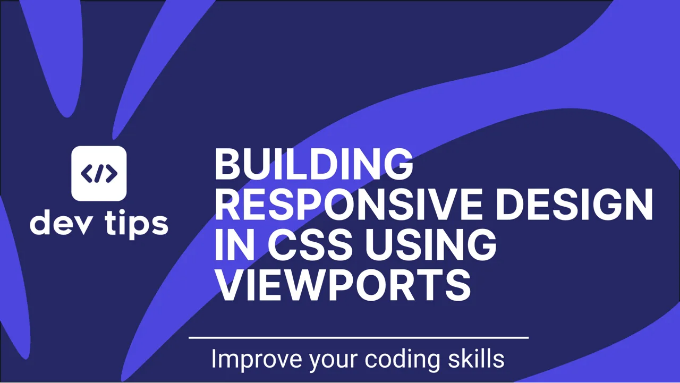 </>
dev tips
BUILDING
RESPONSIVE DESIGN
IN CSS USING
VIEWPORTS
Improve your coding skills